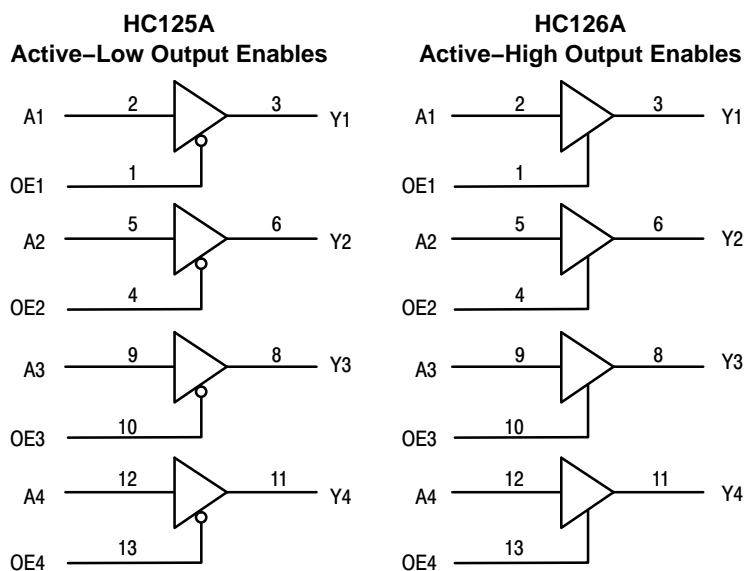 HC125A
Active–Low Output Enables
A1 2 3 Y1
OE1 1
A2 5 6 Y2
OE2 4
A3 9 8 Y3
OE3 10
A4 12 11 Y4
OE4 13
HC126A
Active–High Output Enables
A1 2 3 Y1
OE1 1
A2 5 6 Y2
OE2 4
A3 9 8 Y3
OE3 10
A4 12 11 Y4
OE4 13